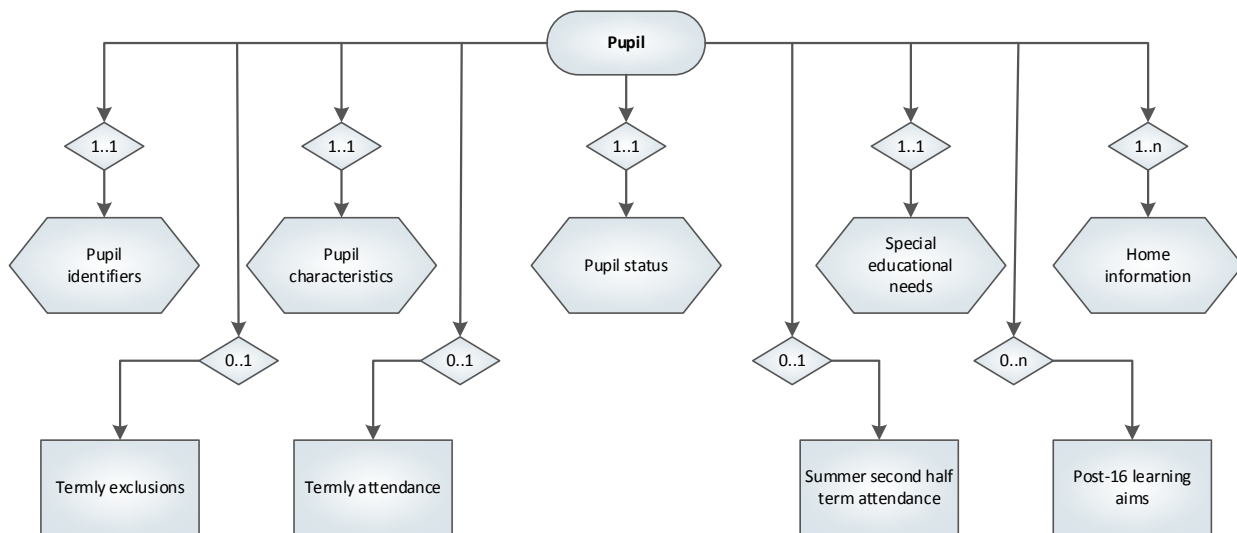 Pupil
1..1
1..1
1..1
1..1
1..n
Pupil
identifiers
Pupil
characteristics
Pupil status
Special
educational
needs
Home
information
0..1
0..1
0..1
0..n
Termly exclusions
Termly attendance
Summer second half
term attendance
Post-16 learning
aims